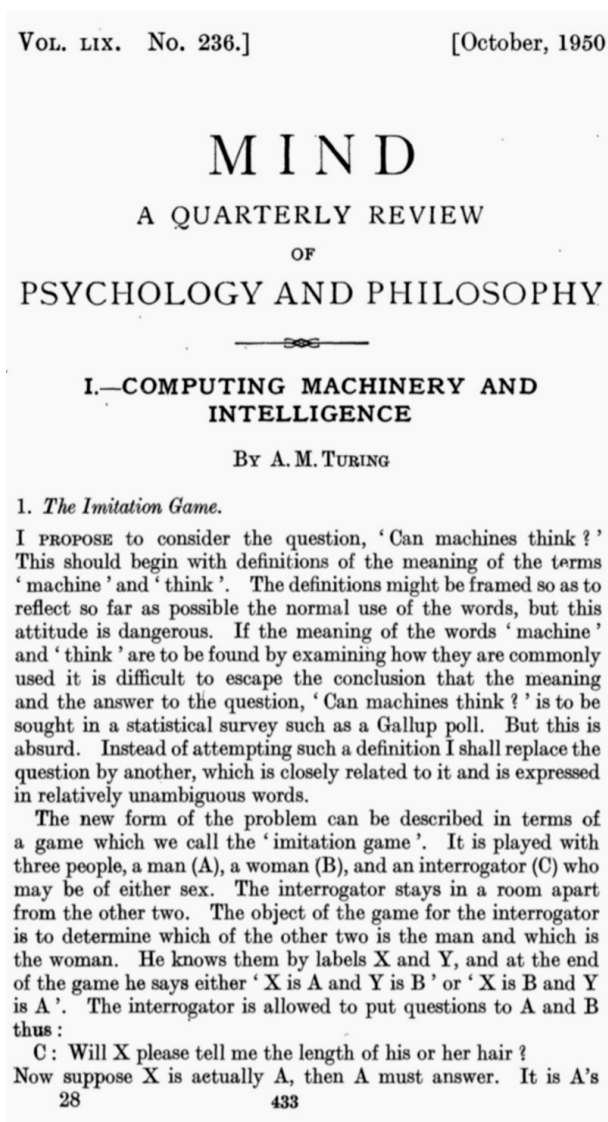 VOL. LIX. No. 236.] [October, 1950
MIND
A QUARTERLY REVIEW
OF
PSYCHOLOGY AND PHILOSOPHY
I.—COMPUTING MACHINERY AND
INTELLIGENCE
BY A. M. TURING
1. The Imitation Game.
I PROPOSE to consider the question, ‘ Can machines think ? ’
This should begin with definitions of the meaning of the terms
‘ machine ’ and ‘ think ’. The definitions might be framed so as to
reflect so far as possible the normal use of the words, but this
attitude is dangerous. If the meaning of the words ‘ machine ’
and ‘ think ’ are to be found by examining how they are commonly
used it is difficult to escape the conclusion that the meaning
and the answer to the question, ‘ Can machines think ? ’ is to be
sought in a statistical survey such as a Gallup poll. But this is
absurd. Instead of attempting such a definition I shall replace the
question by another, which is closely related to it and is expressed
in relatively unambiguous words.
The new form of the problem can be described in terms of
a game which we call the ‘ imitation game ’. It is played with
three people, a man (A), a woman (B), and an interrogator (C) who
may be of either sex. The interrogator stays in a room apart
from the other two. The object of the game for the interrogator
is to determine which of the other two is the man and which is
the woman. He knows them by labels X and Y, and at the end
of the game he says either ‘ X is A and Y is B ’ or ‘ X is B and Y
is A ’. The interrogator is allowed to put questions to A and B
thus :
C : Will X please tell me the length of his or her hair ?
Now suppose X is actually A, then A must answer. It is A’s
28 433